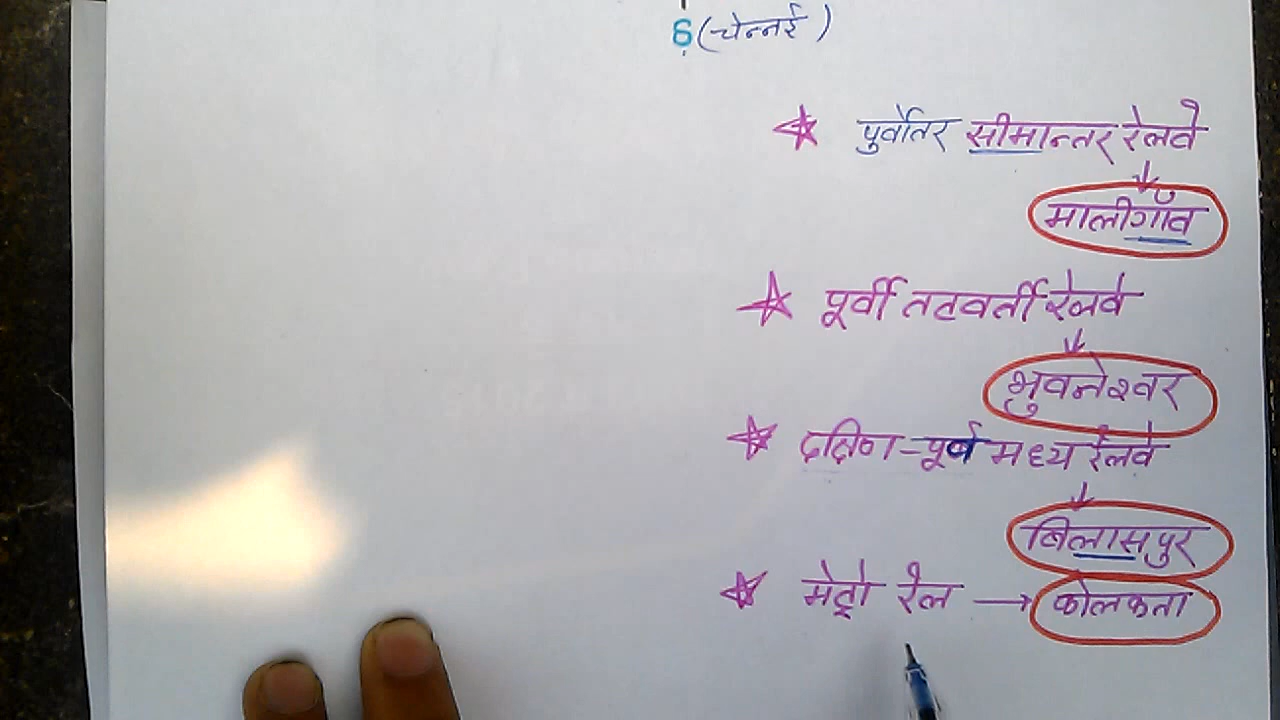 6 (चेन्नई)
☆ पुर्वोतर सीमान्तर रेलवे
↓
मालीगाँव
☆ पूर्वी तटवर्ती रेलवे
↓
भुवनेश्वर
☆ दक्षिण-पूर्व मध्य रेलवे
↓
बिलासपुर
☆ मेट्रो रेल → कोलकता